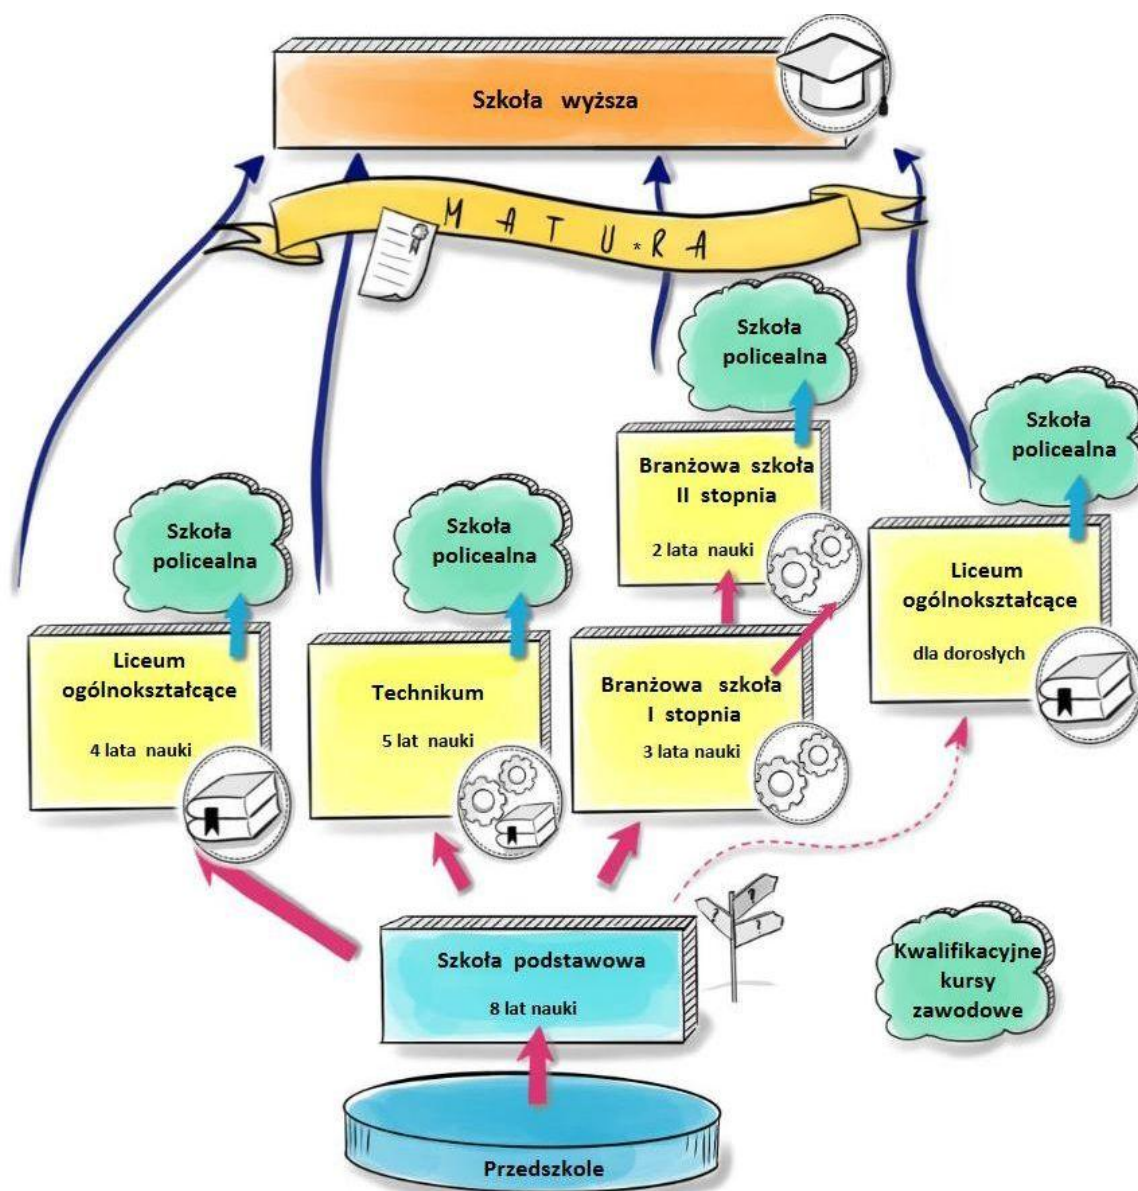 Szkoła wyższa
MATU*RA
Szkoła
policealna
Szkoła
policealna
Branżowa szkoła
II stopnia
2 lata nauki
Szkoła
policealna
Szkoła
policealna
Liceum
ogólnokształcące
dla dorosłych
Liceum
ogólnokształcące
4 lata nauki
Technikum
5 lat nauki
Branżowa szkoła
I stopnia
3 lata nauki
?
?
?
Szkoła podstawowa
8 lat nauki
Kwalifikacyjne
kursy
zawodowe
Przedszkole